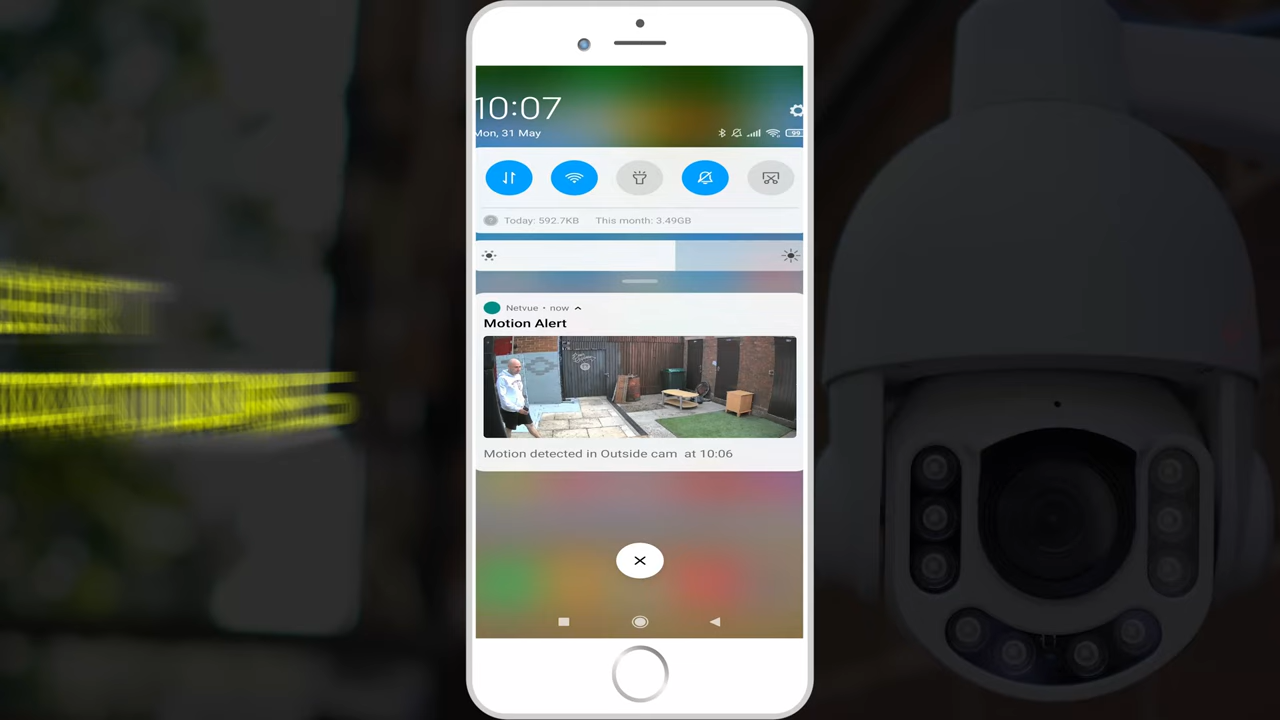 10:07
Mon, 31 May
99
Today: 592.7KB This month: 3.49GB
Netvue • now
Motion Alert
Motion detected in Outside cam at 10:06